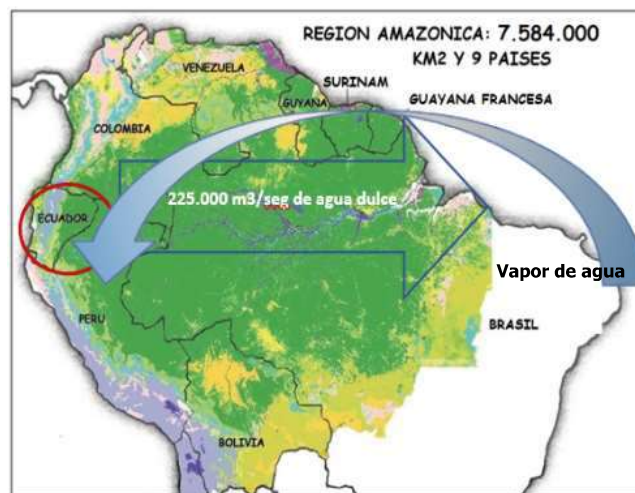 REGION AMAZONICA: 7.584.000
KM2 Y 9 PAISES
VENEZUELA
SURINAM
GUYANA
GUAYANA FRANCESA
COLOMBIA
225.000 m3/seg de agua dulce
ECUADOR
Vapor de agua
PERU
BRASIL
BOLIVIA